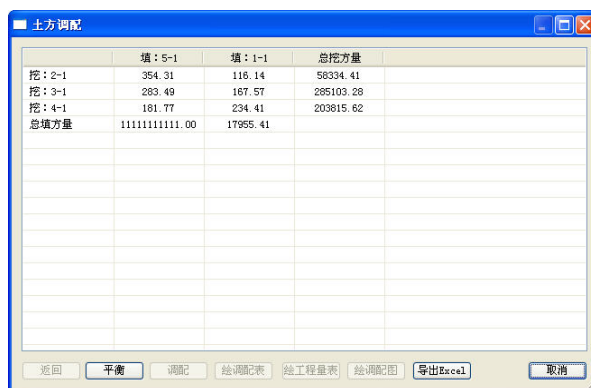 土方调配
填：5-1 填：1-1 总挖方量
挖：2-1 354.31 116.14 58334.41
挖：3-1 283.49 167.57 285103.28
挖：4-1 181.77 234.41 203815.62
总填方量 11111111111.00 17955.41
返回 平衡 调配 绘调配表 绘工程量表 绘调配图 导出Excel 取消